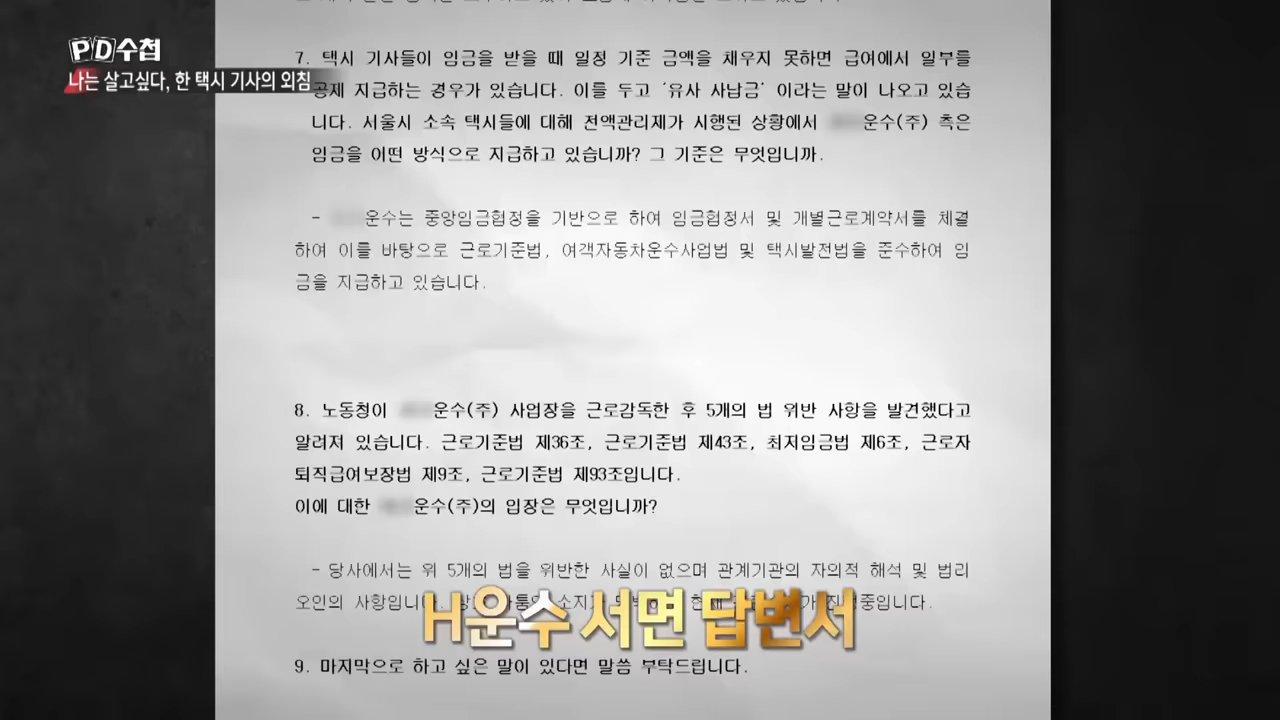 PD수첩
나는 살고싶다, 한 택시 기사의 외침
7. 택시 기사들이 임금을 받을 때 일정 기준 금액을 채우지 못하면 급여에서 일부를
공제 지급하는 경우가 있습니다. 이를 두고 '유사 사납금' 이라는 말이 나오고 있습
니다. 서울시 소속 택시들에 대해 전액관리제가 시행된 상황에서 운수(주) 측은
임금을 어떤 방식으로 지급하고 있습니까? 그 기준은 무엇입니까.
- 운수는 중앙임금협정을 기반으로 하여 임금협정서 및 개별근로계약서를 체결
하여 이를 바탕으로 근로기준법, 여객자동차운수사업법 및 택시발전법을 준수하여 임
금을 지급하고 있습니다.
8. 노동청이 운수(주) 사업장을 근로감독한 후 5개의 법 위반 사항을 발견했다고
알려져 있습니다. 근로기준법 제36조, 근로기준법 제43조, 최저임금법 제6조, 근로자
퇴직급여보장법 제9조, 근로기준법 제93조입니다.
이에 대한 운수(주)의 입장은 무엇입니까?
- 당사에서는 위 5개의 법을 위반한 사실이 없으며 관계기관의 자의적 해석 및 법리
오인의 사항입니다.
H운수 서면 답변서
9. 마지막으로 하고 싶은 말이 있다면 말씀 부탁드립니다.